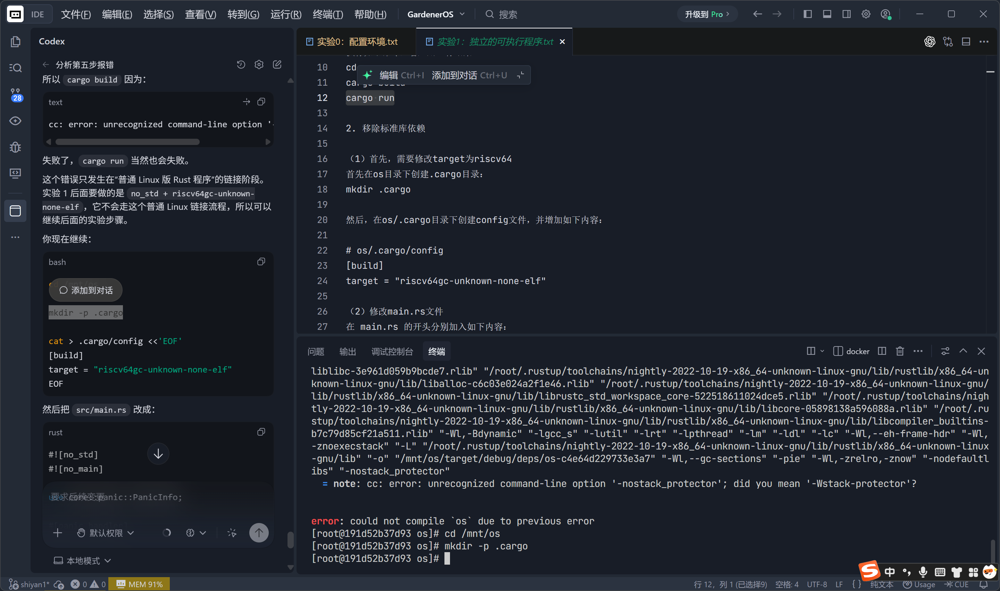 IDE 文件(F) 编辑(E) 选择(S) 查看(V) 转到(G) 运行(R) 终端(T) 帮助(H) GardenerOS 搜索 升级到 Pro
Codex
分析第五步报错
所以 cargo build 因为：
text
cc: error: unrecognized command-line option '-
失败了，cargo run 当然也会失败。
这个错误只发生在“普通 Linux 版 Rust 程序”的链接阶段。
实验 1 后面要做的是 no_std + riscv64gc-unknown-
none-elf，它不会走这个普通 Linux 链接流程，所以可以
继续后面的实验步骤。
你现在继续：
bash
cd /mnt/os
添加到对话
mkdir -p .cargo
cat > .cargo/config <<'EOF'
[build]
target = "riscv64gc-unknown-none-elf"
EOF
然后把 src/main.rs 改成：
rust
#![no_std]
#![no_main]
use core::panic::PanicInfo;
要求后续变更
默认权限
本地模式
28
实验0：配置环境.txt 实验1：独立的可执行程序.txt
10 cd
编辑 Ctrl+I 添加到对话 Ctrl+U
11 cargo build
12 cargo run
13
14 2. 移除标准库依赖
15
16 （1）首先，需要修改target为riscv64
17 首先在os目录下创建.cargo目录：
18 mkdir .cargo
19
20 然后，在os/.cargo目录下创建config文件，并增加如下内容：
21
22 # os/.cargo/config
23 [build]
24 target = "riscv64gc-unknown-none-elf"
25
26 （2）修改main.rs文件
27 在 main.rs 的开头分别加入如下内容：
问题 输出 调试控制台 终端 docker
liblibc-3e961d059b9bcde7.rlib" "/root/.rustup/toolchains/nightly-2022-10-19-x86_64-unknown-linux-gnu/lib/rustlib/x86_64-un
known-linux-gnu/lib/liballoc-c6c03e024a2f1e46.rlib" "/root/.rustup/toolchains/nightly-2022-10-19-x86_64-unknown-linux-gnu/
lib/rustlib/x86_64-unknown-linux-gnu/lib/librustc_std_workspace_core-522518611024dce5.rlib" "/root/.rustup/toolchains/nigh
tly-2022-10-19-x86_64-unknown-linux-gnu/lib/rustlib/x86_64-unknown-linux-gnu/lib/libcore-05898138a596088a.rlib" "/root/.ru
stup/toolchains/nightly-2022-10-19-x86_64-unknown-linux-gnu/lib/rustlib/x86_64-unknown-linux-gnu/lib/libcompiler_builtins-
b7c79d85cf21a511.rlib" "-Wl,-Bdynamic" "-lgcc_s" "-lutil" "-lrt" "-lpthread" "-lm" "-ldl" "-lc" "-Wl,--eh-frame-hdr" "-Wl,
-znoexecstack" "-L" "/root/.rustup/toolchains/nightly-2022-10-19-x86_64-unknown-linux-gnu/lib/rustlib/x86_64-unknown-linux
-gnu/lib" "-o" "/mnt/os/target/debug/deps/os-c4e64d229733e3a7" "-Wl,--gc-sections" "-pie" "-Wl,-zrelro,-znow" "-nodefaultl
ibs" "-nostack_protector"
= note: cc: error: unrecognized command-line option '-nostack_protector'; did you mean '-Wstack-protector'?
error: could not compile `os` due to previous error
[root@191d52b37d93 os]# cd /mnt/os
[root@191d52b37d93 os]# mkdir -p .cargo
[root@191d52b37d93 os]#
S 中
shiyan1* 0 0 MEM 91% 行 12，列 1 (已选择9) 空格: 4 UTF-8 LF { } 纯文本 Usage CUE